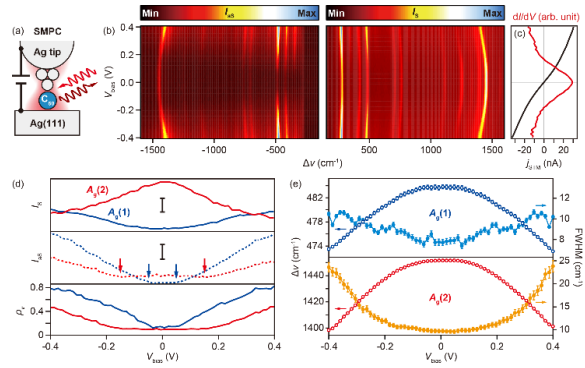 (a)
SMPC
Ag tip
C60
Ag(111)
(b)
Min
IaS
Max
Min
IS
Max
dI/dV (arb. unit)
(c)
Vbias (V)
0.4
0.2
0.0
-0.2
-0.4
-1500
-1000
-500
500
1000
1500
Δν (cm-1)
-20
0
20
(nA)
(d)
Ag(2)
Ag(1)
IS
IaS
0.8
0.4
0
-0.4
-0.2
0.0
0.2
0.4
Vbias (V)
(e)
Δν (cm-1)
482
478
474
1440
1420
1400
Ag(1)
Ag(2)
12
10
8
25
20
15
10
FWHM (cm-1)
-0.4
-0.2
0.0
0.2
0.4
Vbias (V)